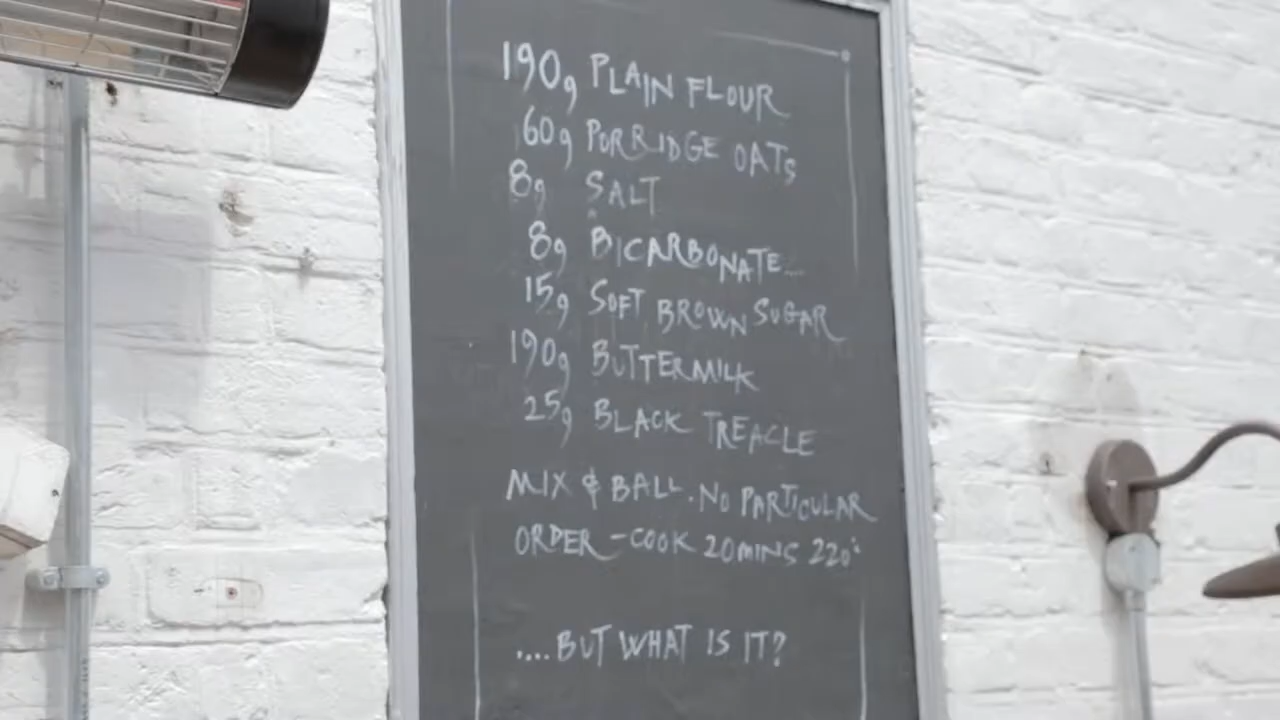 190g PLAIN FLOUR
60g PORRIDGE OATS
8g SALT
8g BICARBONATE...
15g SOFT BROWN SUGAR
190g BUTTERMILK
25g BLACK TREACLE
MIX & BALL. NO PARTICULAR
ORDER - COOK 20MINS 220°
....BUT WHAT IS IT?